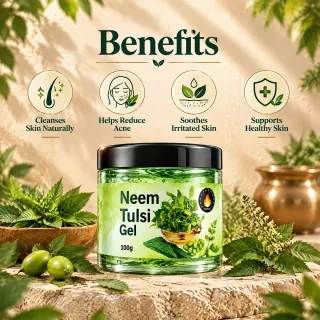 Benefits
Cleanses
Skin Naturally
Helps Reduce
Acne
Soothes
Irritated Skin
Supports
Healthy Skin
Neem
Tulsi
Gel
100g